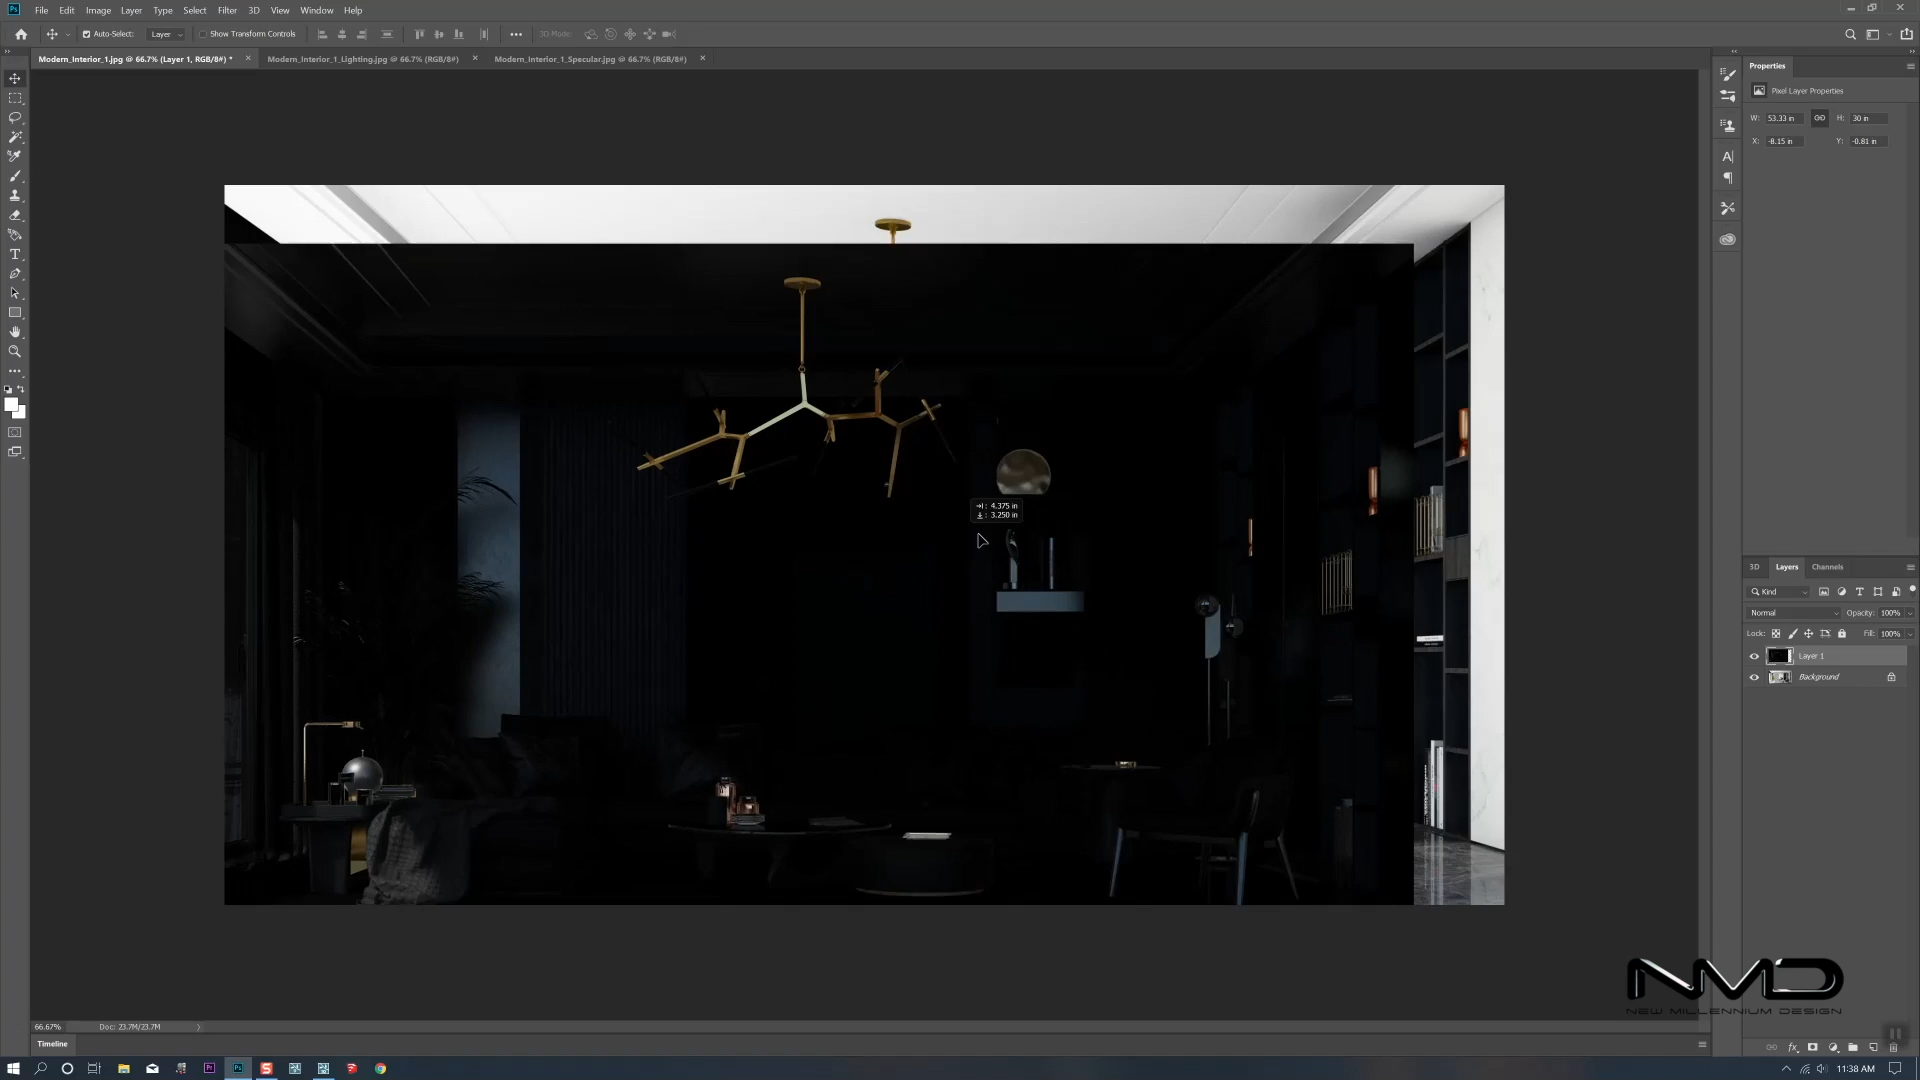 Ps File Edit Image Layer Type Select Filter 3D View Window Help
Auto-Select: Layer Show Transform Controls 3D Mode:
Modern_Interior_1.jpg @ 66.7% (Layer 1, RGB/8#) * Modern_Interior_1_Lighting.jpg @ 66.7% (RGB/8#) Modern_Interior_1_Specular.jpg @ 66.7% (RGB/8#)
Properties
Pixel Layer Properties
W: 53.33 in H: 30 in
X: -8.15 in Y: -0.81 in
: 4.375 in
: 3.250 in
3D Layers Channels
Kind
Normal Opacity: 100%
Lock: Fill: 100%
Layer 1
Background
NMD
NEW MILLENNIUM DESIGN
66.67% Doc: 23.7M/23.7M
Timeline
11:38 AM